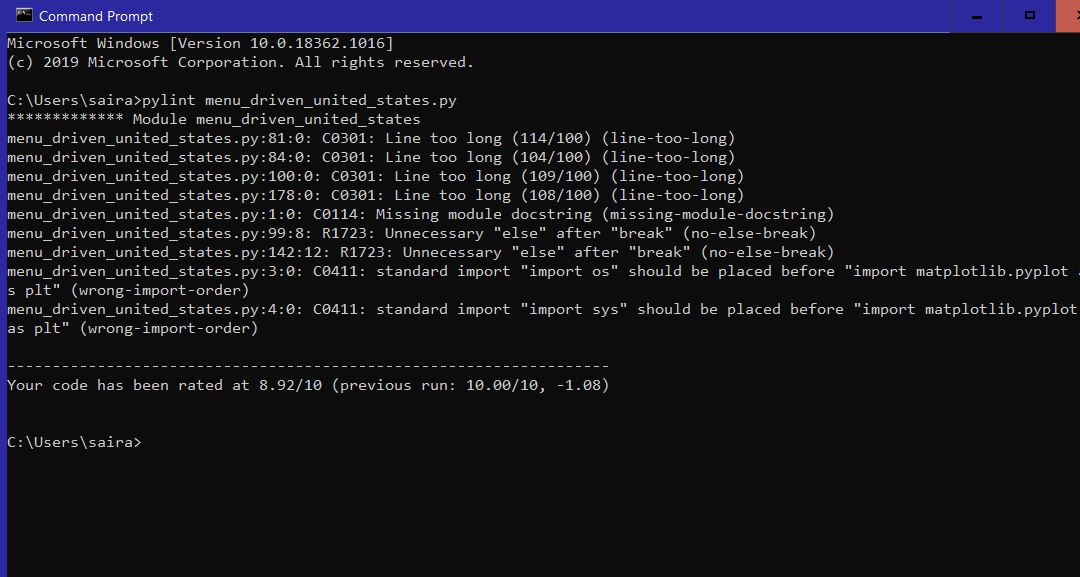 Command Prompt
Microsoft Windows [Version 10.0.18362.1016]
(c) 2019 Microsoft Corporation. All rights reserved.
C:\Users\saira>pylint menu_driven_united_states.py
************* Module menu_driven_united_states
menu_driven_united_states.py:81:0: C0301: Line too long (114/100) (line-too-long)
menu_driven_united_states.py:84:0: C0301: Line too long (104/100) (line-too-long)
menu_driven_united_states.py:100:0: C0301: Line too long (109/100) (line-too-long)
menu_driven_united_states.py:178:0: C0301: Line too long (108/100) (line-too-long)
menu_driven_united_states.py:1:0: C0114: Missing module docstring (missing-module-docstring)
menu_driven_united_states.py:99:8: R1723: Unnecessary "else" after "break" (no-else-break)
menu_driven_united_states.py:142:12: R1723: Unnecessary "else" after "break" (no-else-break)
menu_driven_united_states.py:3:0: C0411: standard import "import os" should be placed before "import matplotlib.pyplot a
s plt" (wrong-import-order)
menu_driven_united_states.py:4:0: C0411: standard import "import sys" should be placed before "import matplotlib.pyplot
as plt" (wrong-import-order)
-------------------------------------------------------------------
Your code has been rated at 8.92/10 (previous run: 10.00/10, -1.08)
C:\Users\saira>